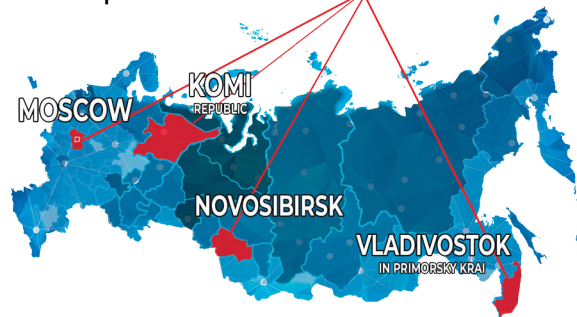 KOMI
REPUBLIC
MOSCOW
NOVOSIBIRSK
VLADIVOSTOK
IN PRIMORSKY KRAI